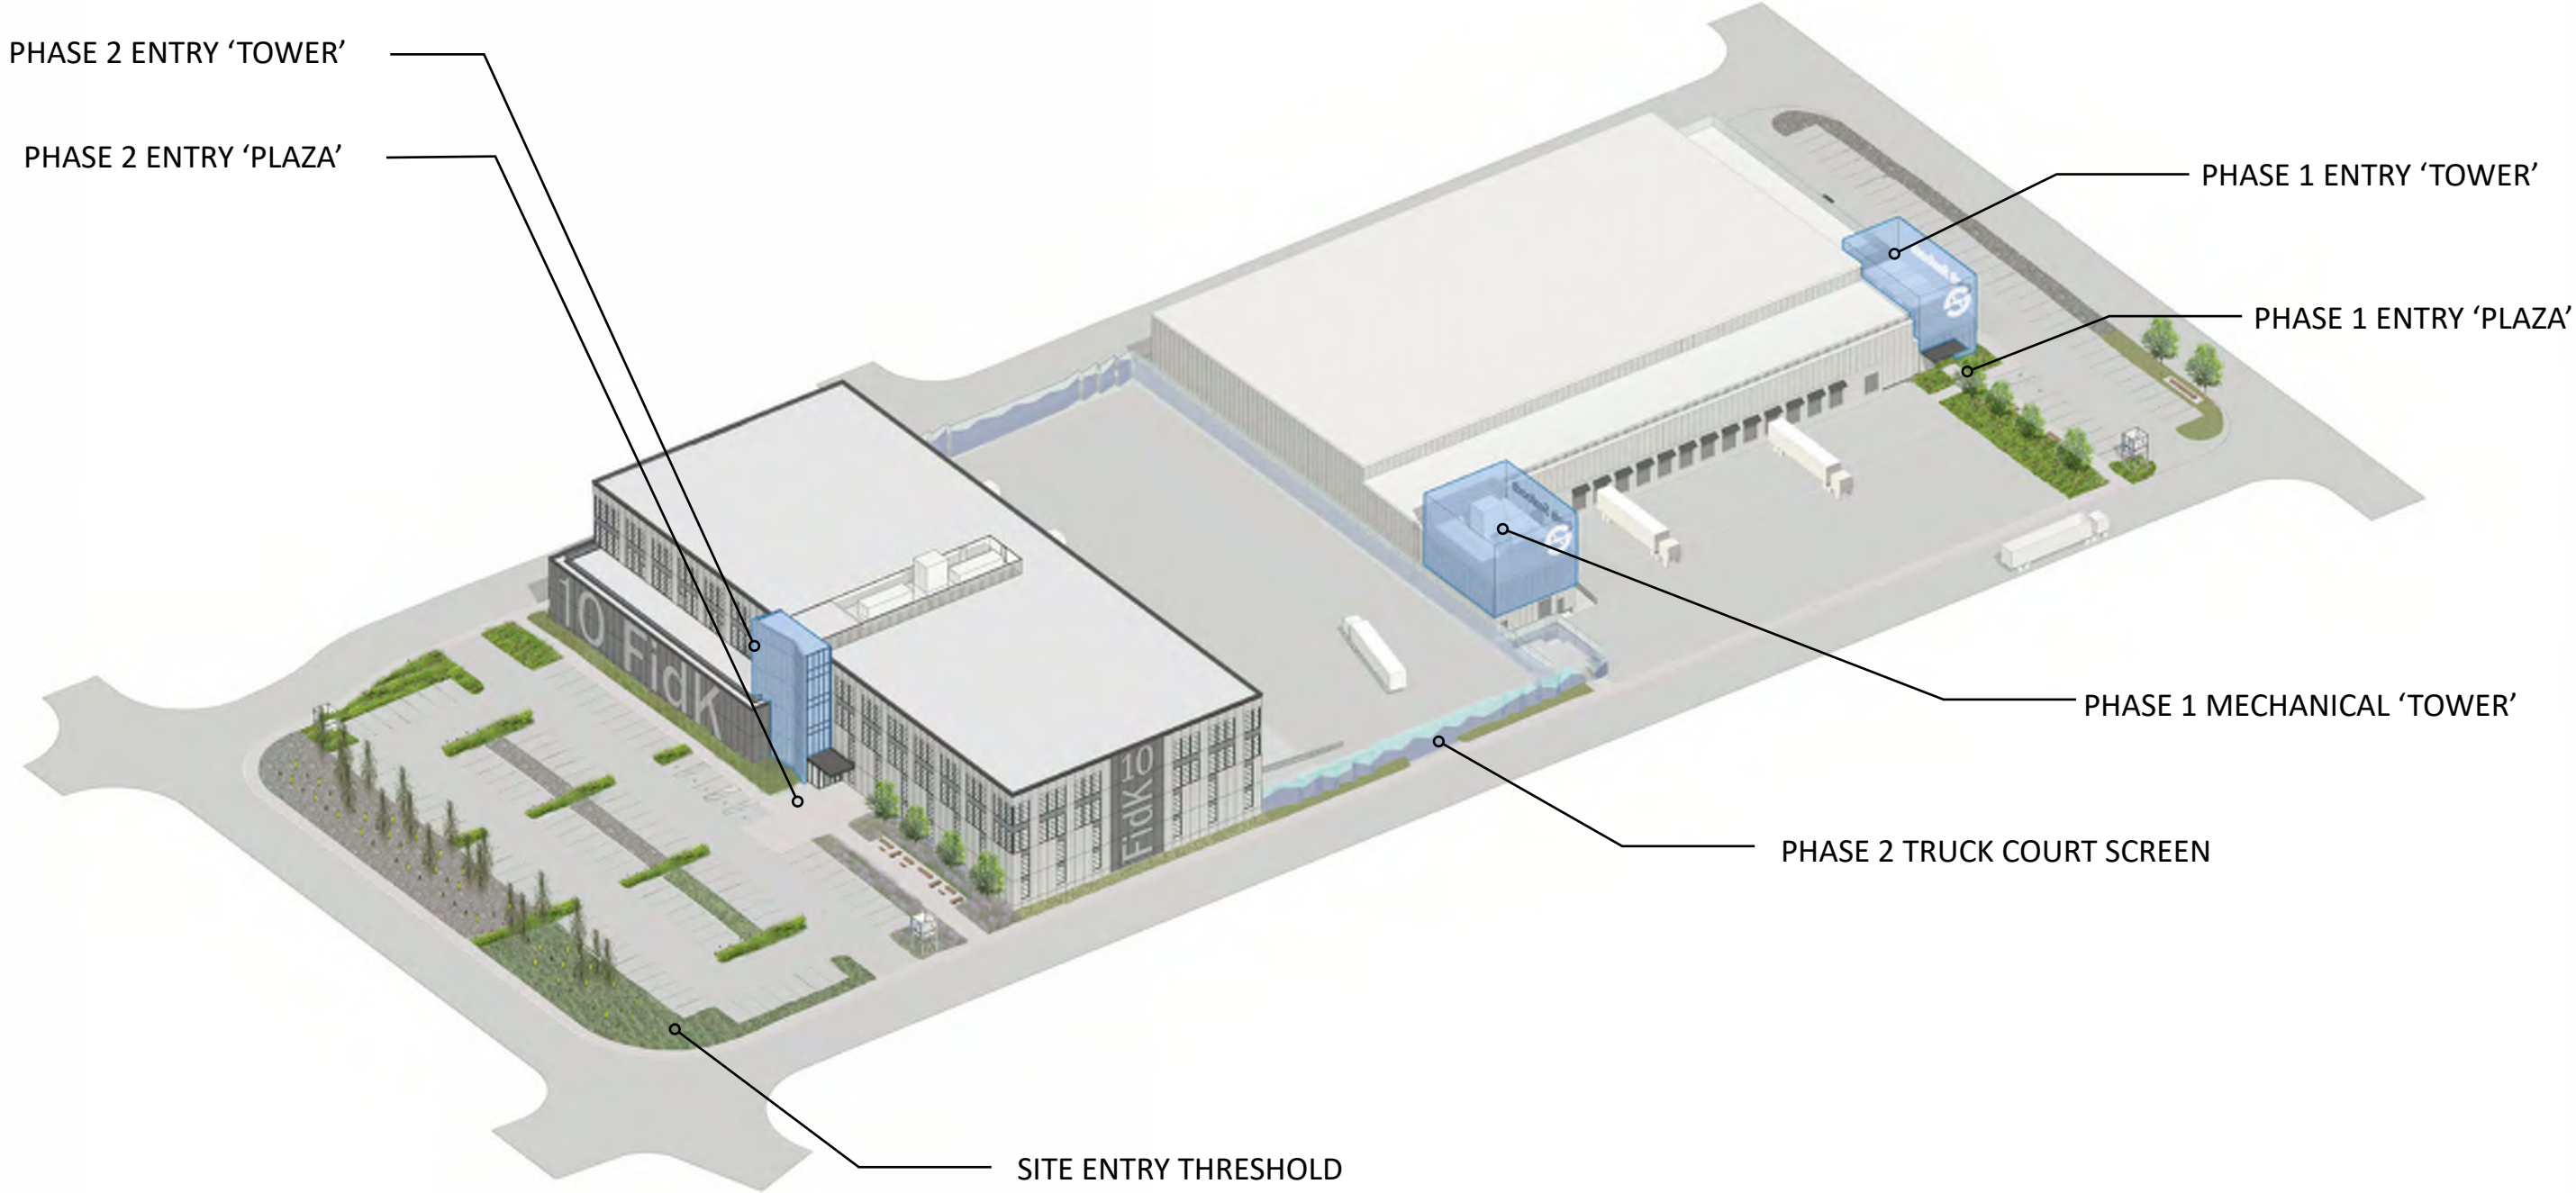 PHASE 2 ENTRY ‘TOWER’
PHASE 2 ENTRY ‘PLAZA’
PHASE 1 ENTRY ‘TOWER’
PHASE 1 ENTRY ‘PLAZA’
10 FidK
10
FidK
PHASE 1 MECHANICAL ‘TOWER’
PHASE 2 TRUCK COURT SCREEN
SITE ENTRY THRESHOLD